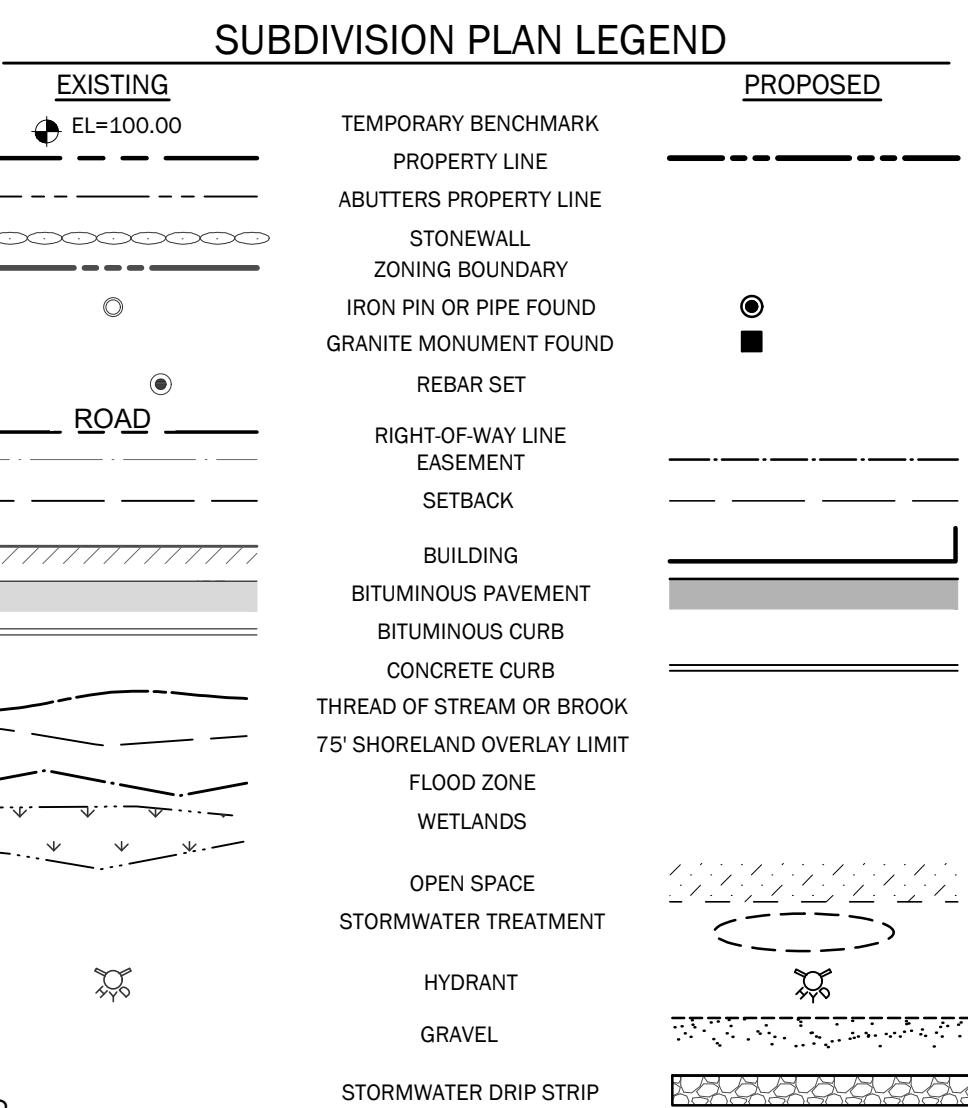 SUBDIVISION PLAN LEGEND
EXISTING
PROPOSED
EL=100.00
TEMPORARY BENCHMARK
PROPERTY LINE
ABUTTERS PROPERTY LINE
STONEWALL
ZONING BOUNDARY
IRON PIN OR PIPE FOUND
GRANITE MONUMENT FOUND
REBAR SET
ROAD
RIGHT-OF-WAY LINE
EASEMENT
SETBACK
BUILDING
BITUMINOUS PAVEMENT
BITUMINOUS CURB
CONCRETE CURB
THREAD OF STREAM OR BROOK
75' SHORELAND OVERLAY LIMIT
FLOOD ZONE
WETLANDS
OPEN SPACE
STORMWATER TREATMENT
HYD
HYDRANT
HYD
GRAVEL
STORMWATER DRIP STRIP